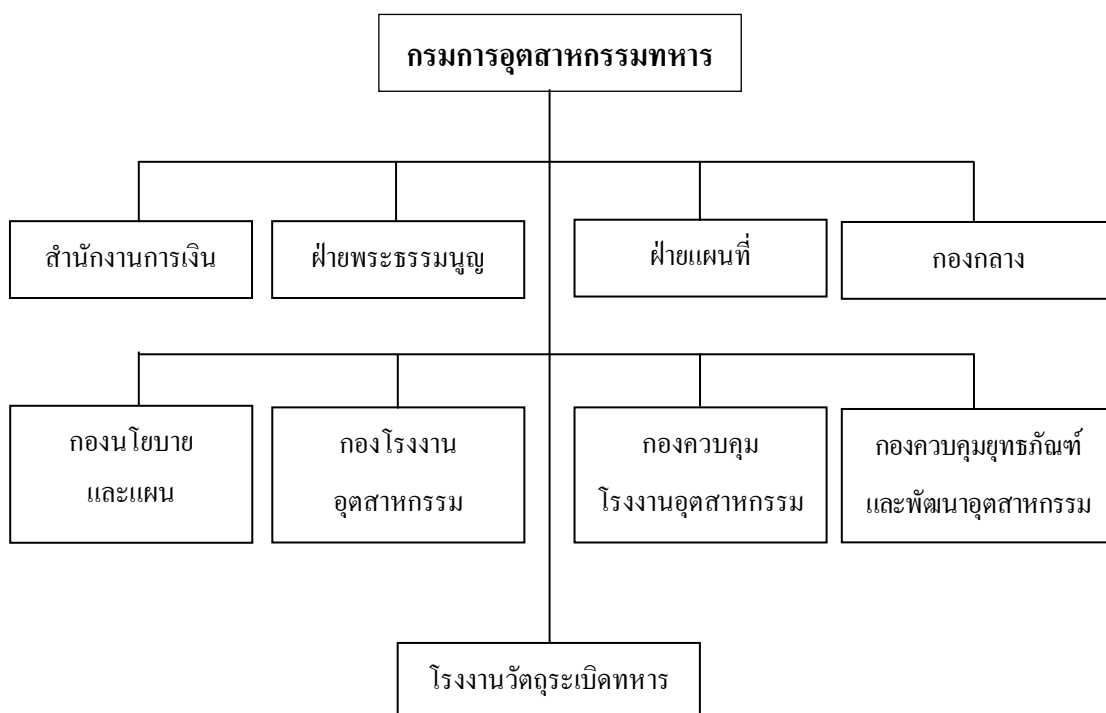 กรมการอุตสาหกรรมทหาร
สำนักงานการเงิน
ฝ่ายพระธรรมนูญ
ฝ่ายแผนที่
กองกลาง
กองนโยบาย
และแผน
กองโรงงาน
อุตสาหกรรม
กองควบคุม
โรงงานอุตสาหกรรม
กองควบคุมยุทธภัณฑ์
และพัฒนาอุตสาหกรรม
โรงงานวัตถุระเบิดทหาร